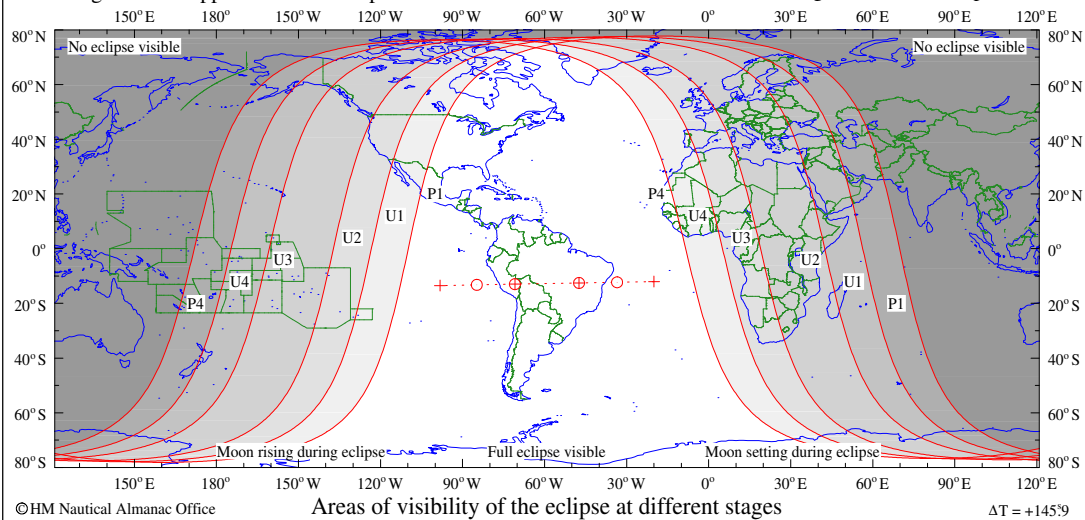 150° E 180° 150° W 120° W 90° W 60° W 30° W 0° 30° E 60° E 90° E 120° E
80° N No eclipse visible No eclipse visible 80° N
60° N 60° N
40° N 40° N
20° N P1 P4 20° N
U1 U4
U2 U3
0° U3 U2 0°
U4 U1
20° S P4 P1 20° S
40° S 40° S
60° S 60° S
80° S Moon rising during eclipse Full eclipse visible Moon setting during eclipse 80° S
150° E 180° 150° W 120° W 90° W 60° W 30° W 0° 30° E 60° E 90° E 120° E
©HM Nautical Almanac Office Areas of visibility of the eclipse at different stages ΔT = +145ˢ.9